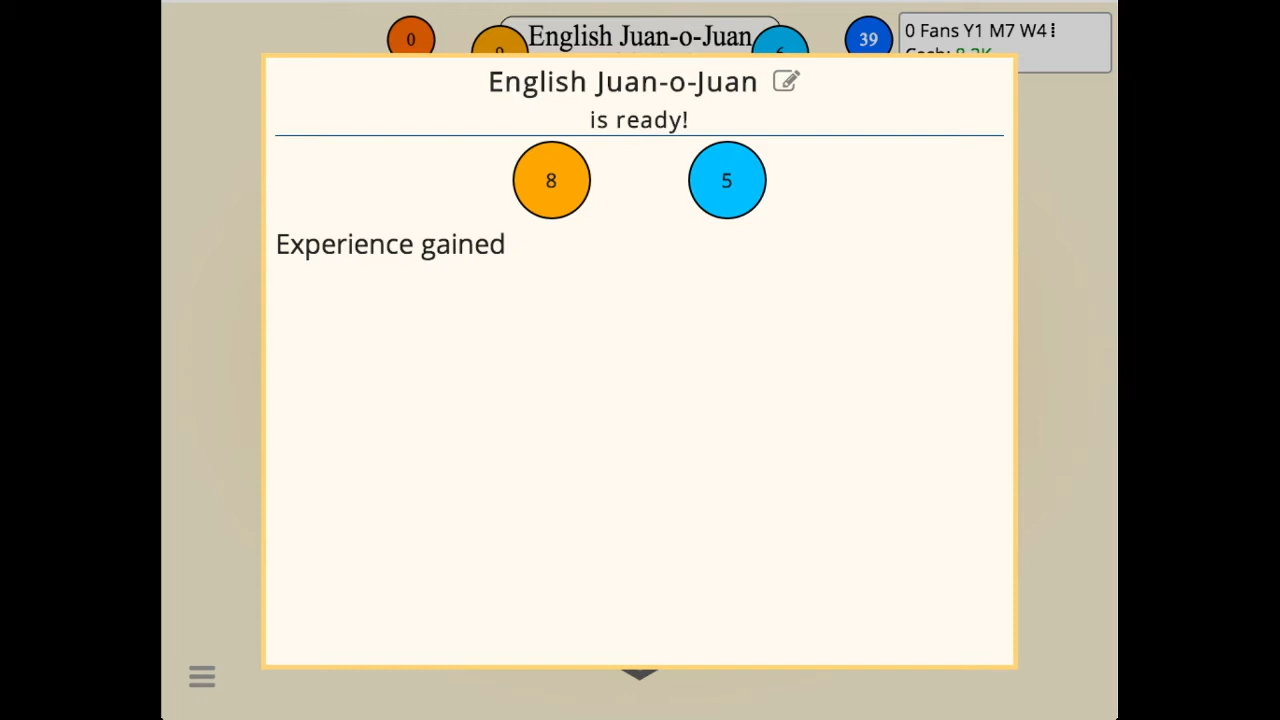 0
English Juan-o-Juan
39
0 Fans Y1 M7 W4
English Juan-o-Juan
is ready!
8
5
Experience gained